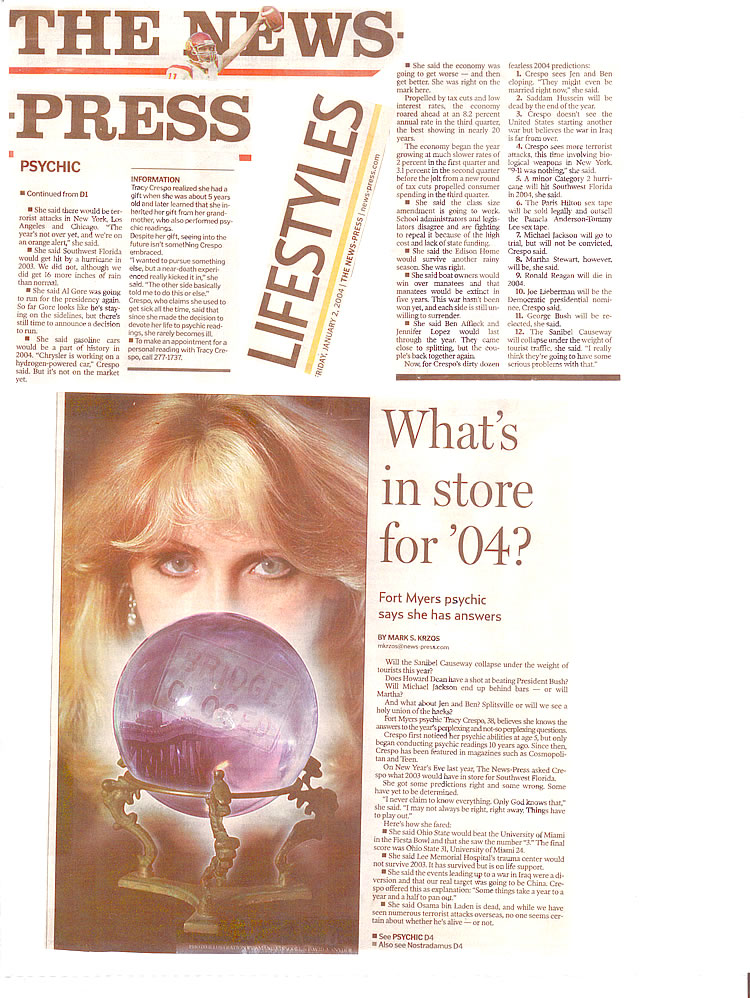 THE NEWS-
PRESS
11
PSYCHIC
■ Continued from D1
■ She said there would be ter-
rorist attacks in New York, Los
Angeles and Chicago. "The
year's not over yet, and we're on
an orange alert," she said.
■ She said Southwest Florida
would get hit by a hurricane in
2003. We did not, although we
did get 16 more inches of rain
than normal.
■ She said Al Gore was going
to run for the presidency again.
So far Gore looks like he's stay-
ing on the sidelines, but there's
still time to announce a decision
to run.
■ She said gasoline cars
would be a part of history in
2004. "Chrysler is working on a
hydrogen-powered car," Crespo
said. But it's not on the market
yet.
INFORMATION
Tracy Crespo realized she had a
gift when she was about 5 years
old and later learned that she in-
herited her gift from her grand-
mother, who also performed psy-
chic readings.
Despite her gift, seeing into the
future isn't something Crespo
embraced.
"I wanted to pursue something
else, but a near-death experi-
enced really kicked it in," she
said. "The other side basically
told me to do this or else."
Crespo, who claims she used to
get sick all the time, said that
since she made the decision to
devote her life to psychic read-
ings, she rarely becomes ill.
■ To make an appointment for a
personal reading with Tracy Cre-
spo, call 277-1737.
LIFESTYLES
FRIDAY, JANUARY 2, 2004 | THE NEWS-PRESS | news-press.com
■ She said the economy was
going to get worse — and then
get better. She was right on the
mark here.
Propelled by tax cuts and low
interest rates, the economy
roared ahead at an 8.2 percent
annual rate in the third quarter,
the best showing in nearly 20
years.
The economy began the year
growing at much slower rates of
2 percent in the first quarter and
3.1 percent in the second quarter
before the jolt from a new round
of tax cuts propelled consumer
spending in the third quarter.
■ She said the class size
amendment is going to work.
School administrators and legis-
lators disagree and are fighting
to repeal it because of the high
cost and lack of state funding.
■ She said the Edison Home
would survive another rainy
season. She was right.
■ She said boat owners would
win over manatees and that
manatees would be extinct in
five years. This war hasn't been
won yet, and each side is still un-
willing to surrender.
■ She said Ben Affleck and
Jennifer Lopez would last
through the year. They came
close to splitting, but the cou-
ple's back together again.
Now, for Crespo's dirty dozen
fearless 2004 predictions:
1. Crespo sees Jen and Ben
eloping. "They might even be
married right now," she said.
2. Saddam Hussein will be
dead by the end of the year.
3. Crespo doesn't see the
United States starting another
war but believes the war in Iraq
is far from over.
4. Crespo sees more terrorist
attacks, this time involving bio-
logical weapons in New York.
"9-11 was nothing," she said.
5. A minor Category 2 hurri-
cane will hit Southwest Florida
in 2004, she said.
6. The Paris Hilton sex tape
will be sold legally and outsell
the Pamela Anderson-Tommy
Lee sex tape.
7. Michael Jackson will go to
trial, but will not be convicted,
Crespo said.
8. Martha Stewart, however,
will be, she said.
9. Ronald Reagan will die in
2004.
10. Joe Lieberman will be the
Democratic presidential nomi-
nee, Crespo said.
11. George Bush will be re-
elected, she said.
12. The Sanibel Causeway
will collapse under the weight of
tourist traffic, she said. "I really
think they're going to have some
serious problems with that."
What's
in store
for '04?
Fort Myers psychic
says she has answers
BY MARK S. KRZOS
mkrzos@news-press.com
Will the Sanibel Causeway collapse under the weight of
tourists this year?
Does Howard Dean have a shot at beating President Bush?
Will Michael Jackson end up behind bars — or will
Martha?
And what about Jen and Ben? Splitsville or will we see a
holy union of the hacks?
Fort Myers psychic Tracy Crespo, 38, believes she knows the
answers to the year's perplexing and not-so perplexing questions.
Crespo first noticed her psychic abilities at age 5, but only
began conducting psychic readings 10 years ago. Since then,
Crespo has been featured in magazines such as Cosmopoli-
tan and Teen.
On New Year's Eve last year, The News-Press asked Cre-
spo what 2003 would have in store for Southwest Florida.
She got some predictions right and some wrong. Some
have yet to be determined.
"I never claim to know everything. Only God knows that,"
she said. "I may not always be right, right away. Things have
to play out."
Here's how she fared:
■ She said Ohio State would beat the University of Miami
in the Fiesta Bowl and that she saw the number "3." The final
score was Ohio State 31, University of Miami 24.
■ She said Lee Memorial Hospital's trauma center would
not survive 2003. It has survived but is on life support.
■ She said the events leading up to a war in Iraq were a di-
version and that our real target was going to be China. Cre-
spo offered this as explanation: "Some things take a year to a
year and a half to pan out."
■ She said Osama bin Laden is dead, and while we have
seen numerous terrorist attacks overseas, no one seems cer-
tain about whether he's alive — or not.
■ See PSYCHIC D4
■ Also see Nostradamus D4